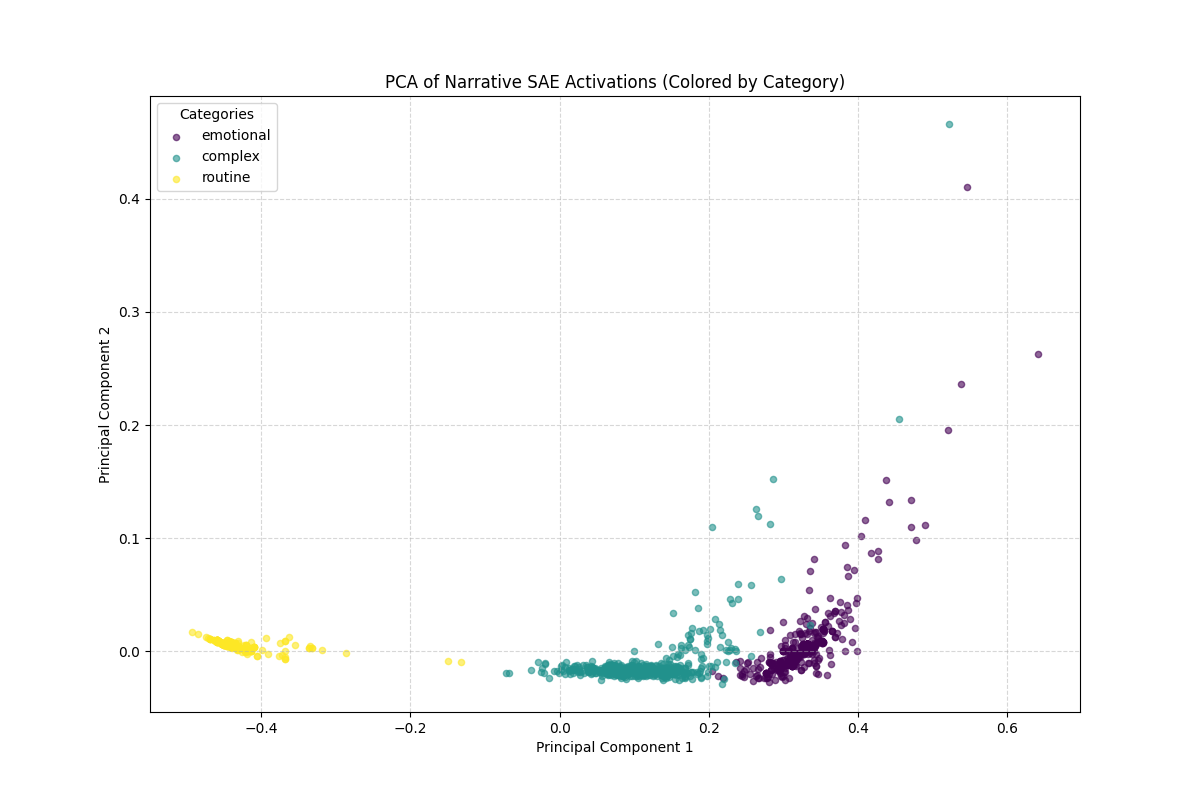 PCA of Narrative SAE Activations (Colored by Category)
Categories
emotional
complex
routine
Principal Component 2
0.4
0.3
0.2
0.1
0.0
−0.4 −0.2 0.0 0.2 0.4 0.6
Principal Component 1